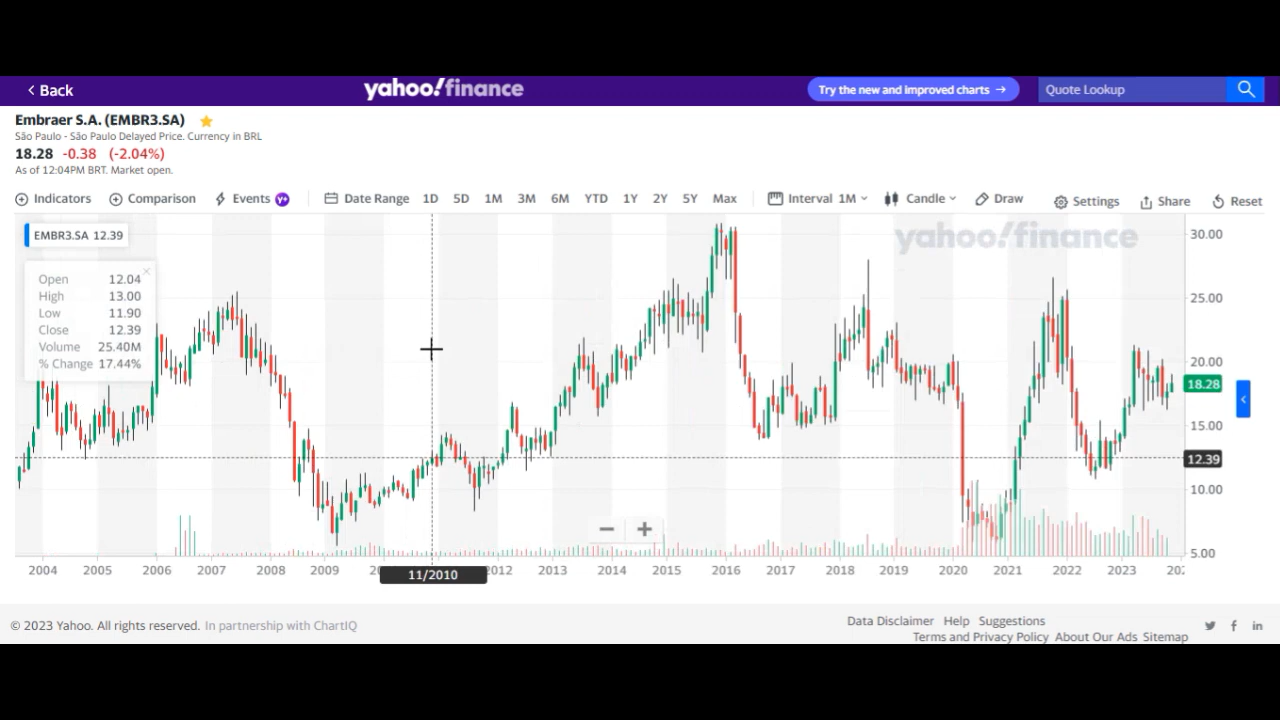 < Back
yahoo!finance
Try the new and improved charts →
Quote Lookup
Embraer S.A. (EMBR3.SA)
São Paulo - São Paulo Delayed Price. Currency in BRL
18.28 -0.38 (-2.04%)
As of 12:04PM BRT. Market open.
Indicators Comparison Events y+ Date Range 1D 5D 1M 3M 6M YTD 1Y 2Y 5Y Max Interval 1M Candle Draw Settings Share Reset
EMBR3.SA 12.39
yahoo!finance
Open 12.04
High 13.00
Low 11.90
Close 12.39
Volume 25.40M
% Change 17.44%
30.00
25.00
20.00
18.28
15.00
12.39
10.00
5.00
2004 2005 2006 2007 2008 2009 2012 2013 2014 2015 2016 2017 2018 2019 2020 2021 2022 2023
11/2010
© 2023 Yahoo. All rights reserved. In partnership with ChartIQ
Data Disclaimer Help Suggestions
Terms and Privacy Policy About Our Ads Sitemap